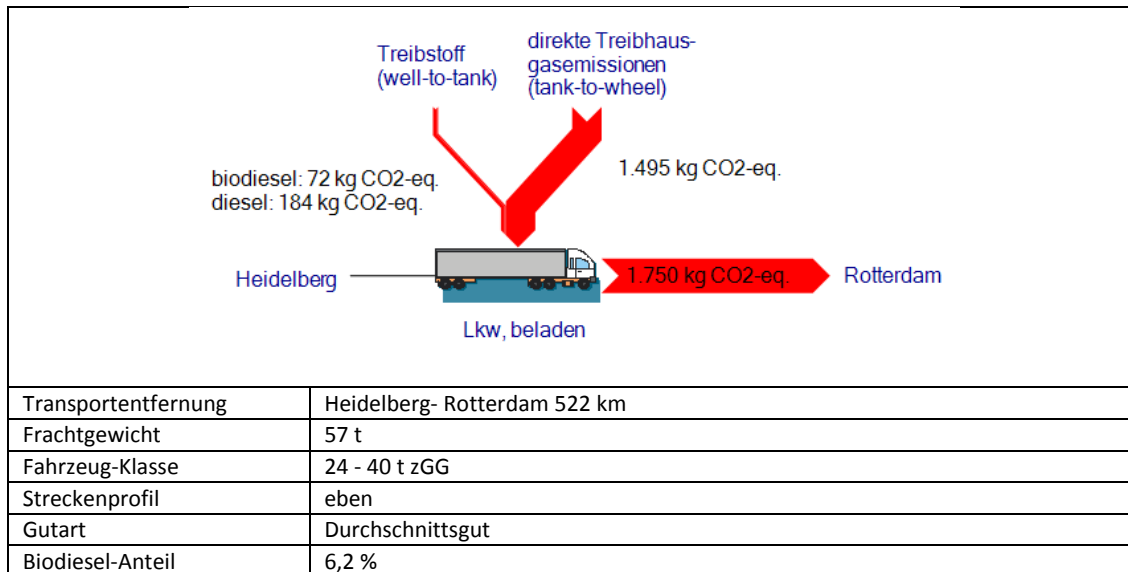 Treibstoff
(well-to-tank)
direkte Treibhaus-
gasemissionen
(tank-to-wheel)
biodiesel: 72 kg CO2-eq.
diesel: 184 kg CO2-eq.
1.495 kg CO2-eq.
Heidelberg
1.750 kg CO2-eq.
Rotterdam
Lkw, beladen
Transportentfernung Heidelberg- Rotterdam 522 km
Frachtgewicht 57 t
Fahrzeug-Klasse 24 - 40 t zGG
Streckenprofil eben
Gutart Durchschnittsgut
Biodiesel-Anteil 6,2 %